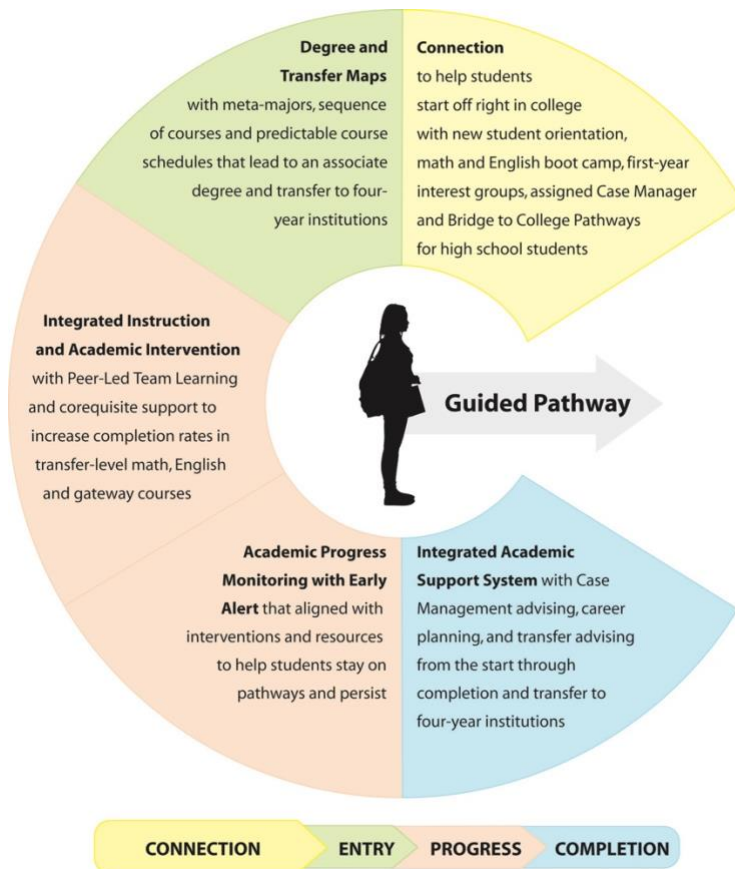 Connection
to help students
start off right in college
with new student orientation,
math and English boot camp, first-year
interest groups, assigned Case Manager
and Bridge to College Pathways
for high school students
Degree and
Transfer Maps
with meta-majors, sequence
of courses and predictable course
schedules that lead to an associate
degree and transfer to four-
year institutions
Integrated Instruction
and Academic Intervention
with Peer-Led Team Learning
and corequisite support to
increase completion rates in
transfer-level math, English
and gateway courses
Academic Progress
Monitoring with Early
Alert that aligned with
interventions and resources
to help students stay on
pathways and persist
Integrated Academic
Support System with Case
Management advising, career
planning, and transfer advising
from the start through
completion and transfer to
four-year institutions
Guided Pathway
CONNECTION
ENTRY
PROGRESS
COMPLETION